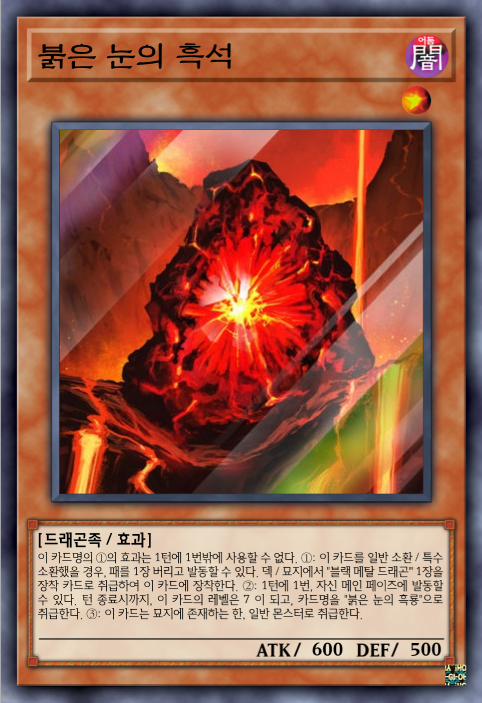 붉은 눈의 흑석
어둠
闇
[드래곤족 / 효과]
이 카드명의 ①의 효과는 1턴에 1번밖에 사용할 수 없다. ①: 이 카드를 일반 소환 / 특수
소환했을 경우, 패를 1장 버리고 발동할 수 있다. 덱 / 묘지에서 "블랙 메탈 드래곤" 1장을
장착 카드로 취급하여 이 카드에 장착한다. ②: 1턴에 1번, 자신 메인 페이즈에 발동할
수 있다. 턴 종료시까지, 이 카드의 레벨은 7 이 되고, 카드명을 "붉은 눈의 흑룡"으로
취급한다. ③: 이 카드는 묘지에 존재하는 한, 일반 몬스터로 취급한다.
ATK/ 600 DEF/ 500